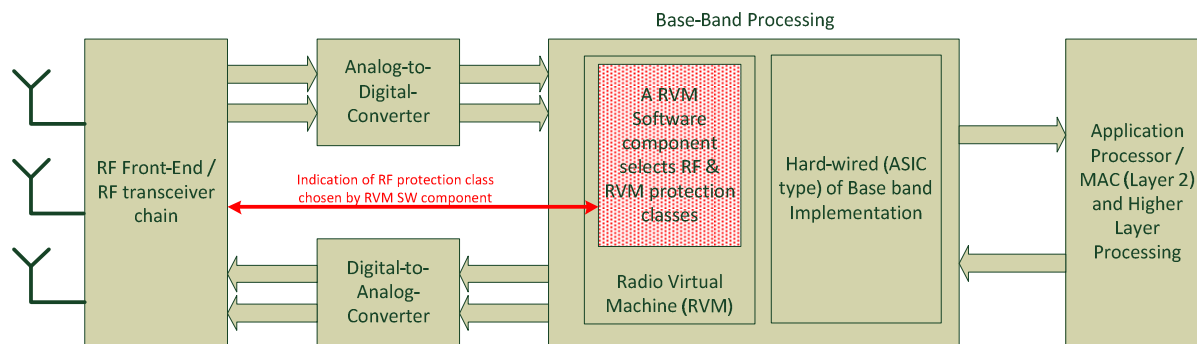 Base-Band Processing
RF Front-End /
RF transceiver
chain
Analog-to-
Digital-
Converter
Indication of RF protection class
chosen by RVM SW component
Digital-to-
Analog-
Converter
A RVM
Software
component
selects RF &
RVM protection
classes
Radio Virtual
Machine (RVM)
Hard-wired (ASIC
type) of Base band
Implementation
Application
Processor /
MAC (Layer 2)
and Higher
Layer
Processing